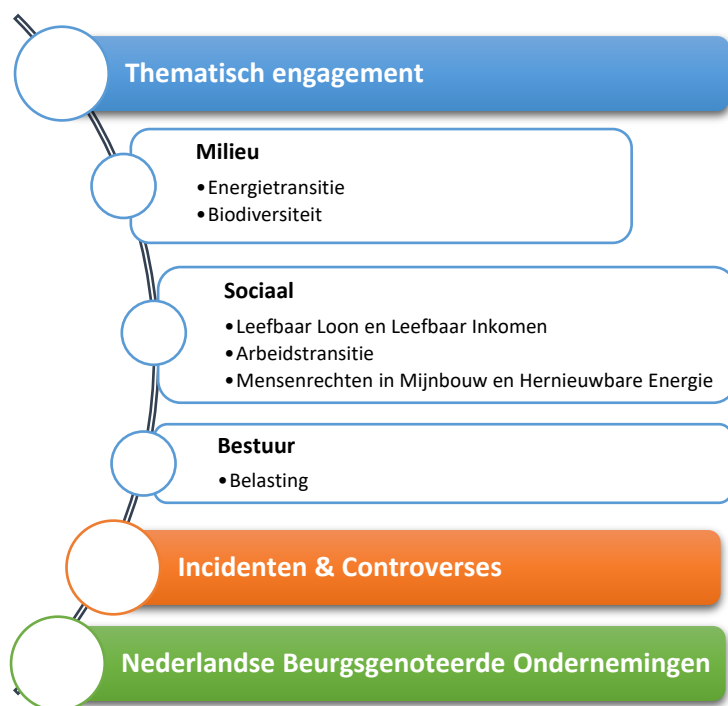 Thematisch engagement
Milieu
•Energietransitie
•Biodiversiteit
Sociaal
•Leefbaar Loon en Leefbaar Inkomen
•Arbeidstransitie
•Mensenrechten in Mijnbouw en Hernieuwbare Energie
Bestuur
•Belasting
Incidenten & Controverses
Nederlandse Beurgsgenoteerde Ondernemingen